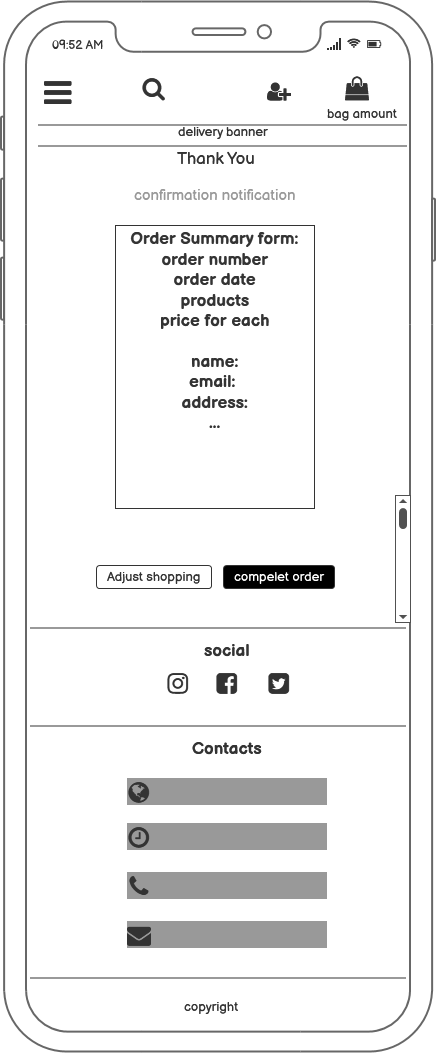 09:52 AM
bag amount
delivery banner
Thank You
confirmation notification
Order Summary form:
order number
order date
products
price for each
name:
email:
address:
...
Adjust shopping
compelet order
social
Contacts
copyright